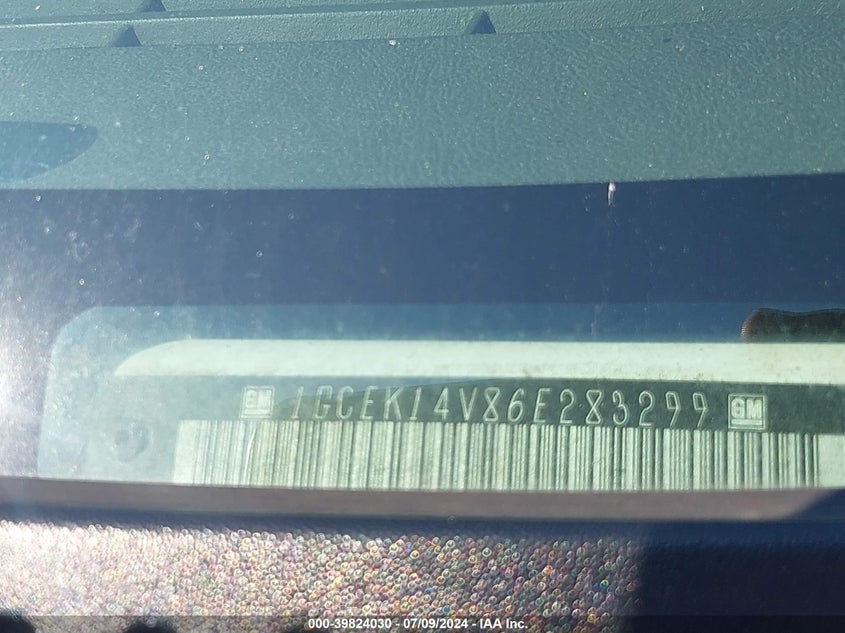 GM 1GCEK14V86E283299 GM
000-39824030 - 07/09/2024 - IAA Inc.